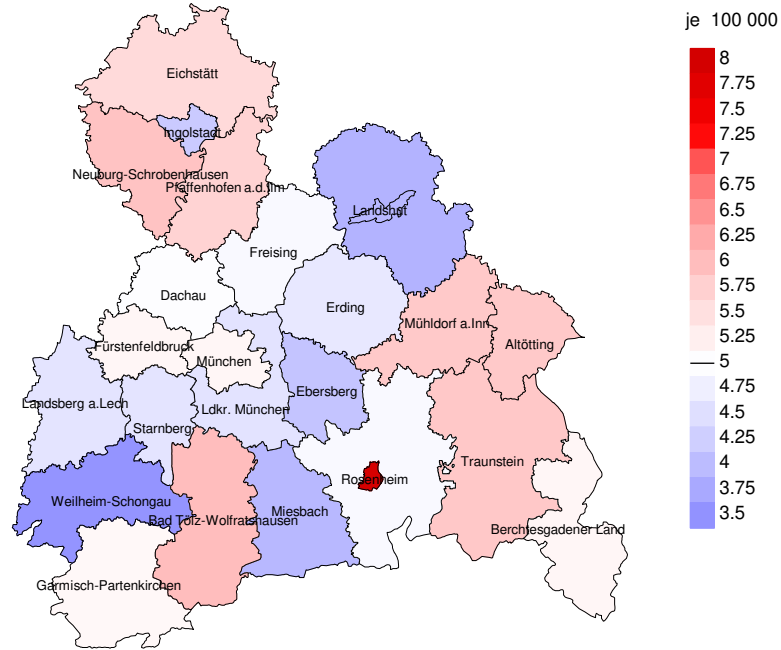 je 100 000
8
7.75
7.5
7.25
7
6.75
6.5
6.25
6
5.75
5.5
5.25
5
4.75
4.5
4.25
4
3.75
3.5
Eichstätt
Ingolstadt
Neuburg-Schrobenhausen
Pfaffenhofen a.d.Ilm
Landshut
Freising
Dachau
Erding
Mühldorf a.Inn
Altötting
Fürstenfeldbruck
München
Ebersberg
Landsberg a.Lech
Ldkr. München
Starnberg
Traunstein
Rosenheim
Weilheim-Schongau
Miesbach
Bad Tölz-Wolfratshausen
Berchtesgadener Land
Garmisch-Partenkirchen